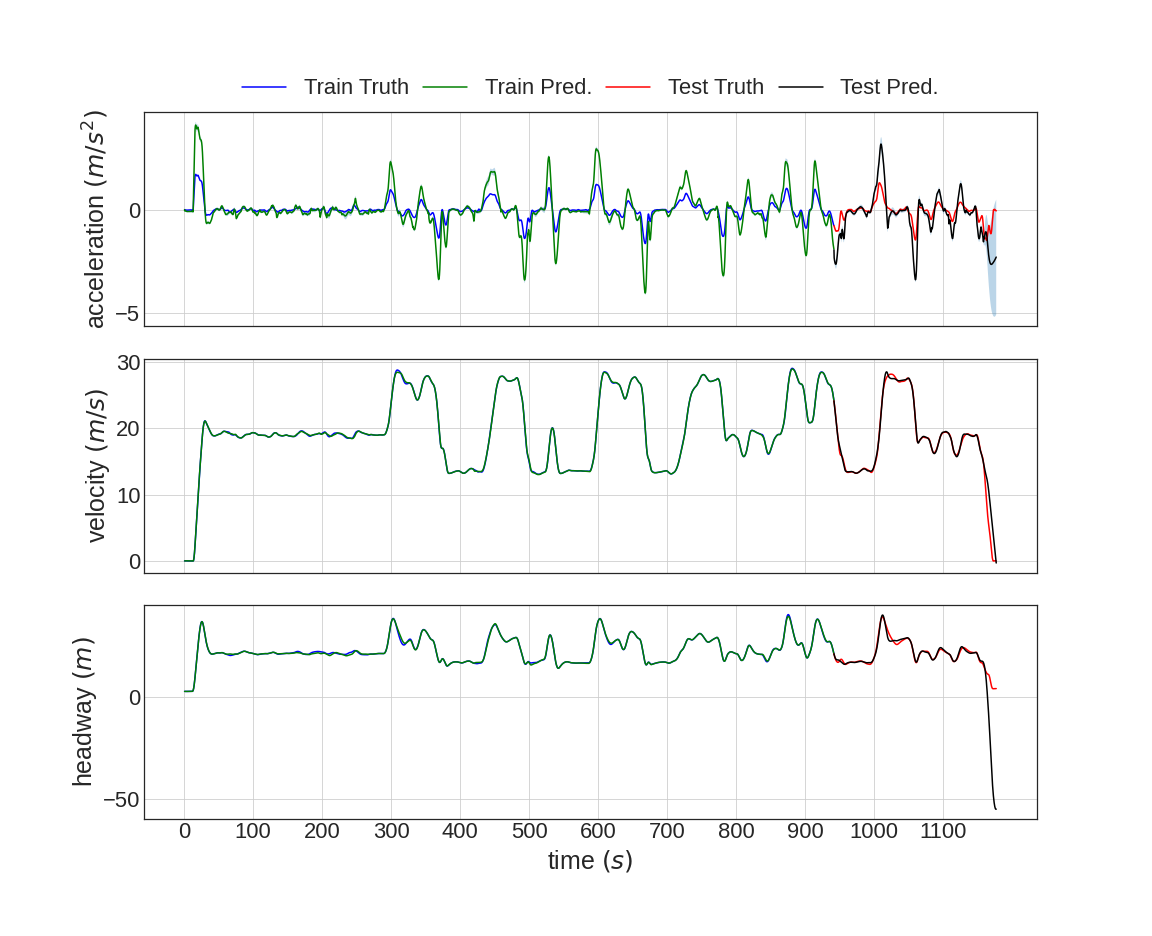 Train Truth Train Pred. Test Truth Test Pred.
acceleration (m/s²)
0
−5
velocity (m/s)
30
20
10
0
headway (m)
0
−50
0 100 200 300 400 500 600 700 800 900 1000 1100
time (s)